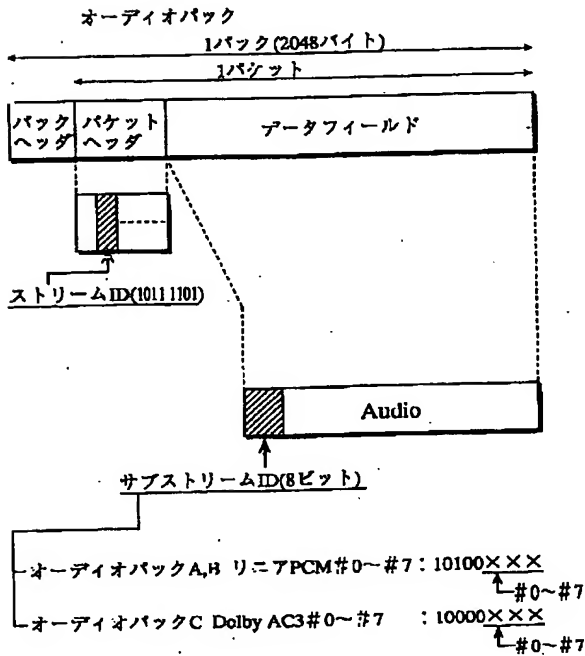 オーディオパック
1パック(2048バイト)
1パケット
パック
ヘッダ
パケット
ヘッダ
データフィールド
ストリームID(10111101)
Audio
サブストリームID(8ビット)
オーディオパックA,B リニアPCM#0〜#7:10100×××
#0〜#7
オーディオパックC Dolby AC3#0〜#7 :10000×××
#0〜#7